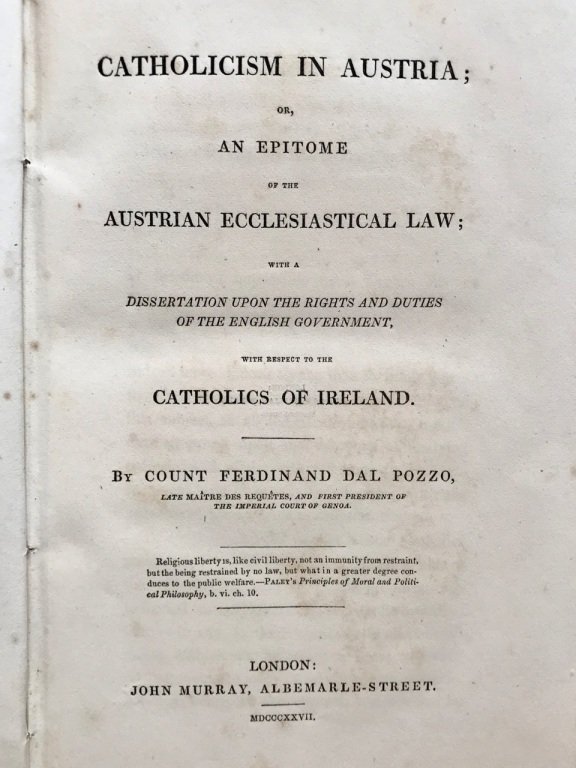 CATHOLICISM IN AUSTRIA;
OR,
AN EPITOME
OF THE
AUSTRIAN ECCLESIASTICAL LAW;
WITH A
DISSERTATION UPON THE RIGHTS AND DUTIES
OF THE ENGLISH GOVERNMENT,
WITH RESPECT TO THE
CATHOLICS OF IRELAND.
BY COUNT FERDINAND DAL POZZO,
LATE MAÎTRE DES REQUÊTES, AND FIRST PRESIDENT OF
THE IMPERIAL COURT OF GENOA.
Religious liberty is, like civil liberty, not an immunity from restraint,
but the being restrained by no law, but what in a greater degree con-
duces to the public welfare.—PALEY'S Principles of Moral and Politi-
cal Philosophy, b. vi. ch. 10.
LONDON:
JOHN MURRAY, ALBEMARLE-STREET.
MDCCCXXVII.